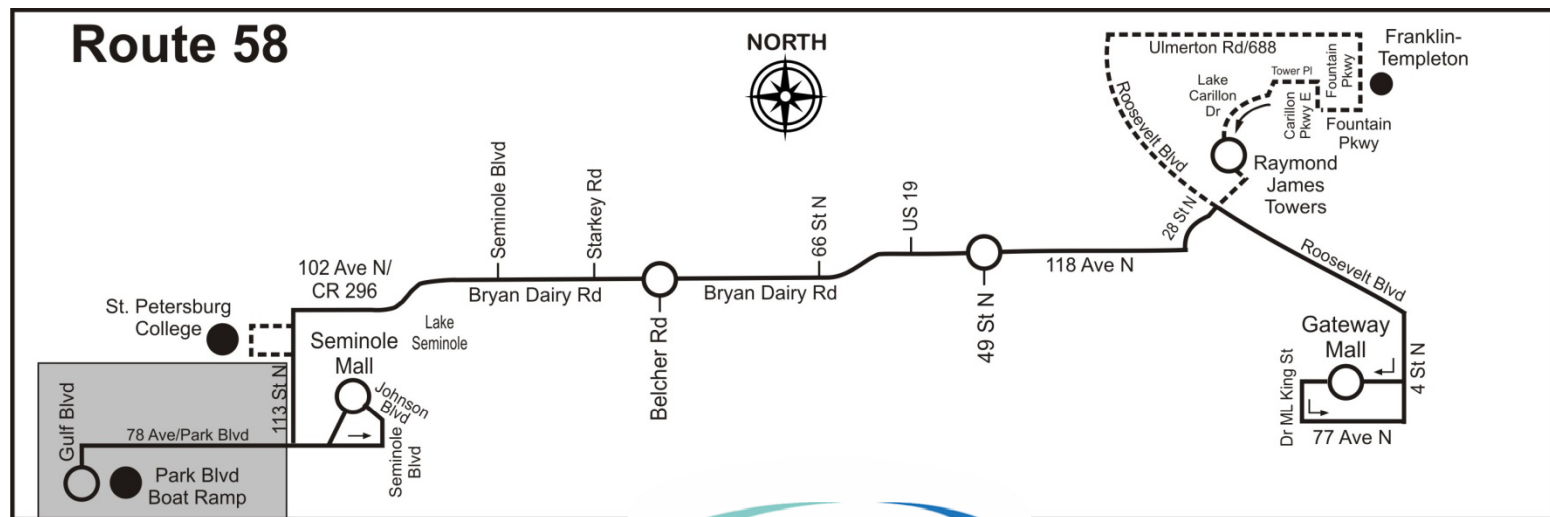 Route 58
NORTH
Ulmerton Rd/688
Franklin-
Templeton
Tower Pl
Fountain
Pkwy
Lake
Carillon
Dr
Carillon
Pkwy E
Fountain
Pkwy
Roosevelt Blvd
Raymond
James
Towers
28 St N
Roosevelt Blvd
Seminole Blvd
Starkey Rd
66 St N
US 19
102 Ave N/
CR 296
Bryan Dairy Rd
Bryan Dairy Rd
118 Ave N
St. Petersburg
College
Lake
Seminole
Seminole
Mall
Belcher Rd
49 St N
Gateway
Mall
4 St N
Dr ML King St
77 Ave N
Johnson
Blvd
113 St N
Gulf Blvd
78 Ave/Park Blvd
Seminole
Blvd
Park Blvd
Boat Ramp